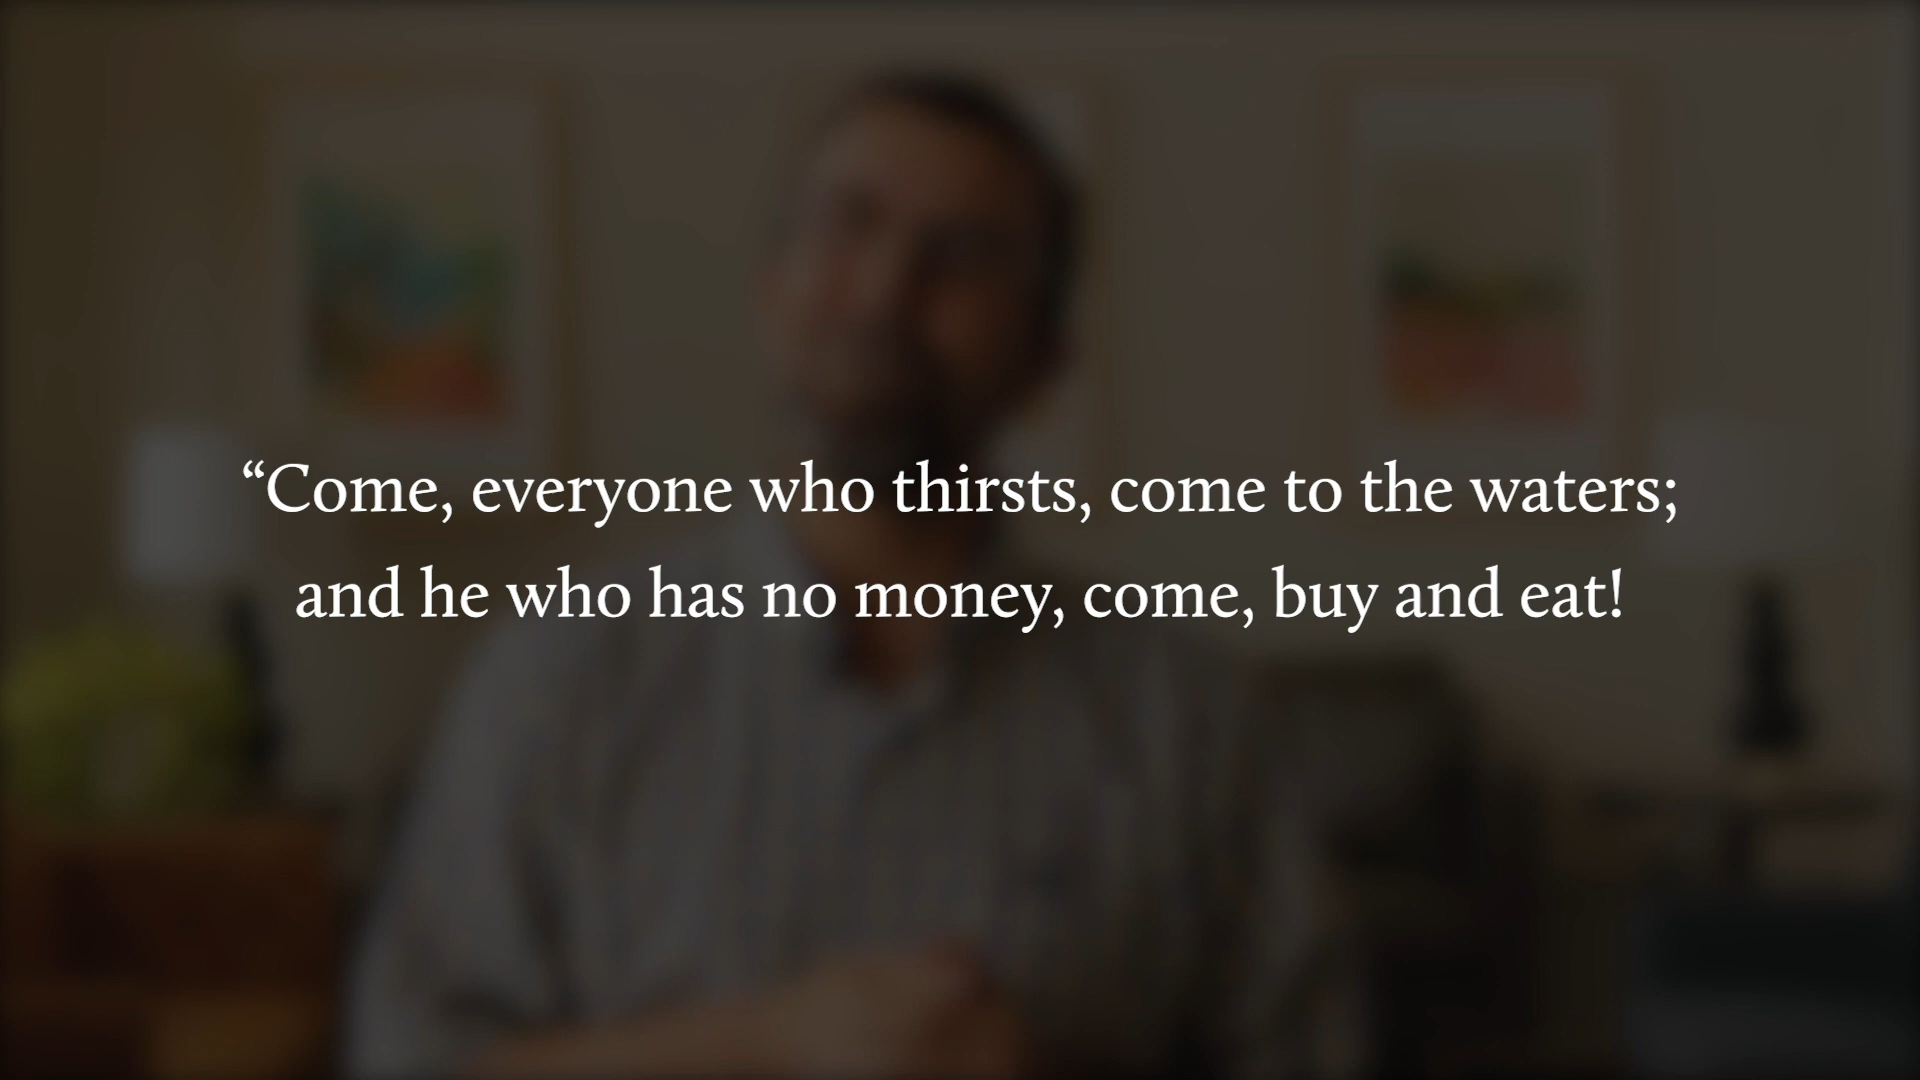 “Come, everyone who thirsts, come to the waters;
and he who has no money, come, buy and eat!